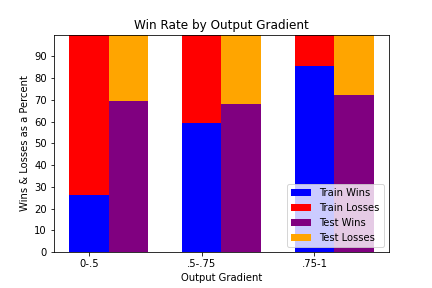 Win Rate by Output Gradient
Wins & Losses as a Percent
90
80
70
60
50
40
30
20
10
0
0-.5
.5-.75
.75-1
Output Gradient
Train Wins
Train Losses
Test Wins
Test Losses